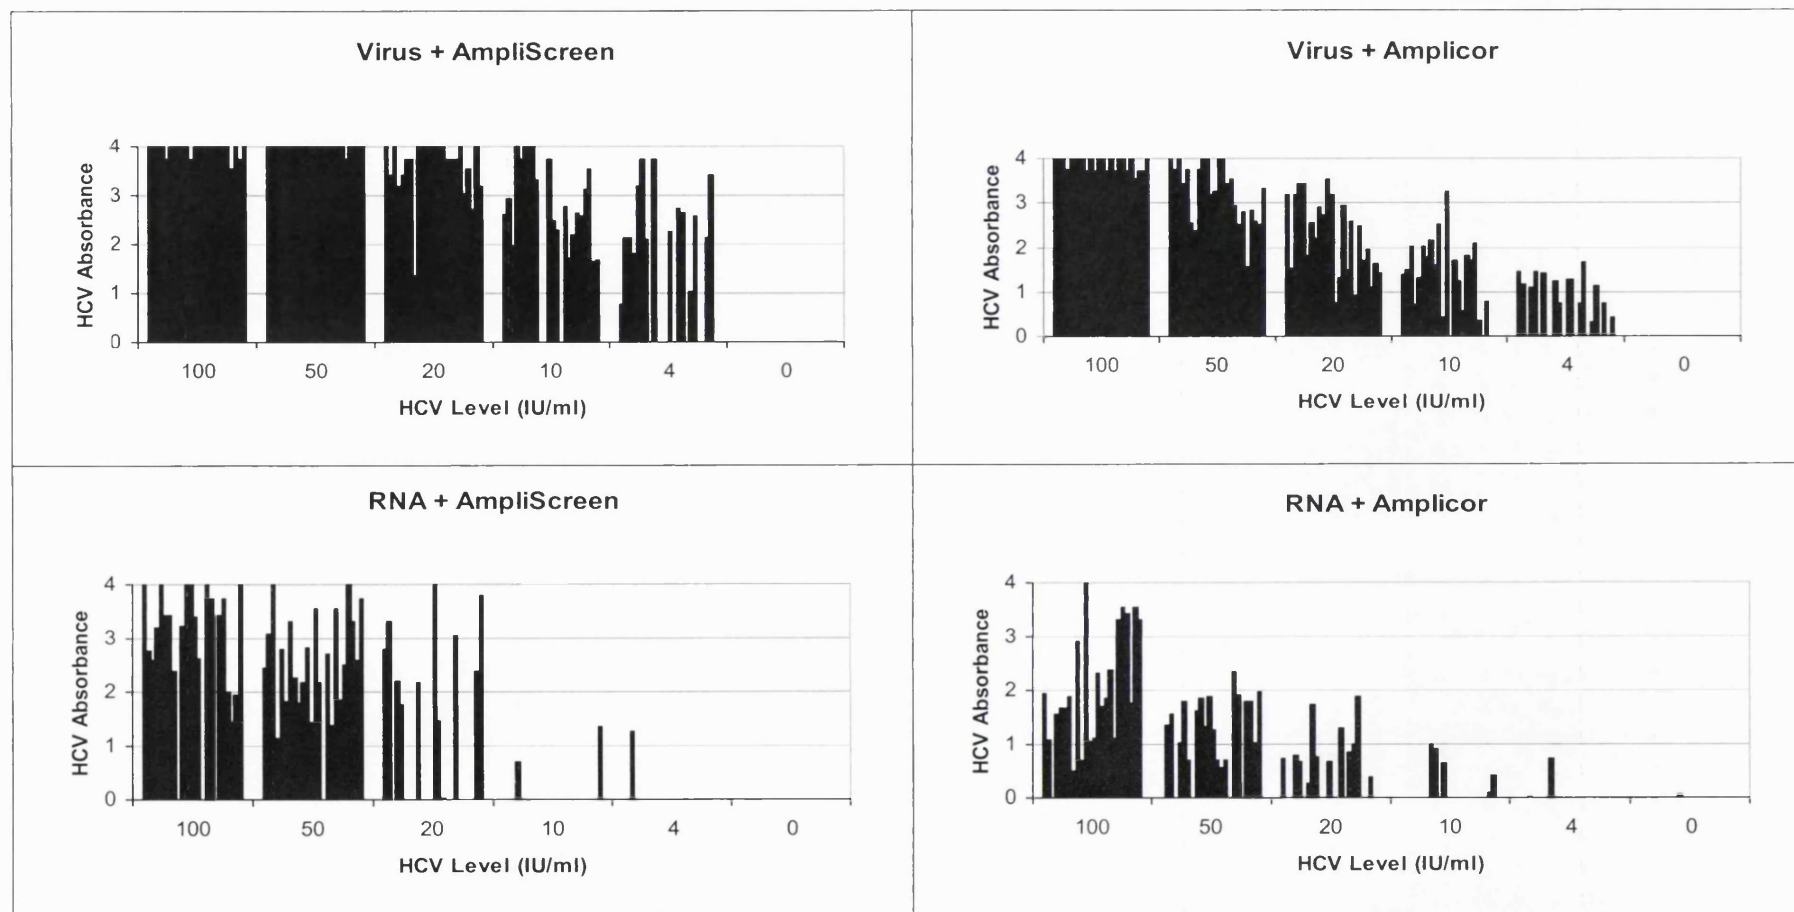 Virus + AmpliScreen
HCV Absorbance
4
3
2
1
0
100 50 20 10 4 0
HCV Level (IU/ml)
Virus + Amplicor
HCV Absorbance
4
3
2
1
0
100 50 20 10 4 0
HCV Level (IU/ml)
RNA + AmpliScreen
HCV Absorbance
4
3
2
1
0
100 50 20 10 4 0
HCV Level (IU/ml)
RNA + Amplicor
HCV Absorbance
4
3
2
1
0
100 50 20 10 4 0
HCV Level (IU/ml)